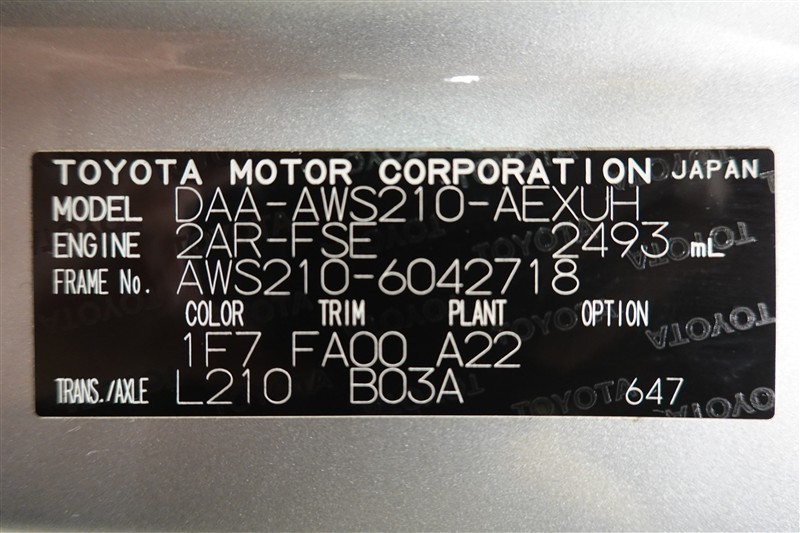 TOYOTA MOTOR CORPORATION JAPAN
MODEL DAA-AWS210-AEXUH
ENGINE 2AR-FSE 2493 mL
FRAME No. AWS210-6042718
COLOR TRIM PLANT OPTION
1F7 FA00 A22
TRANS./AXLE L210 B03A 647